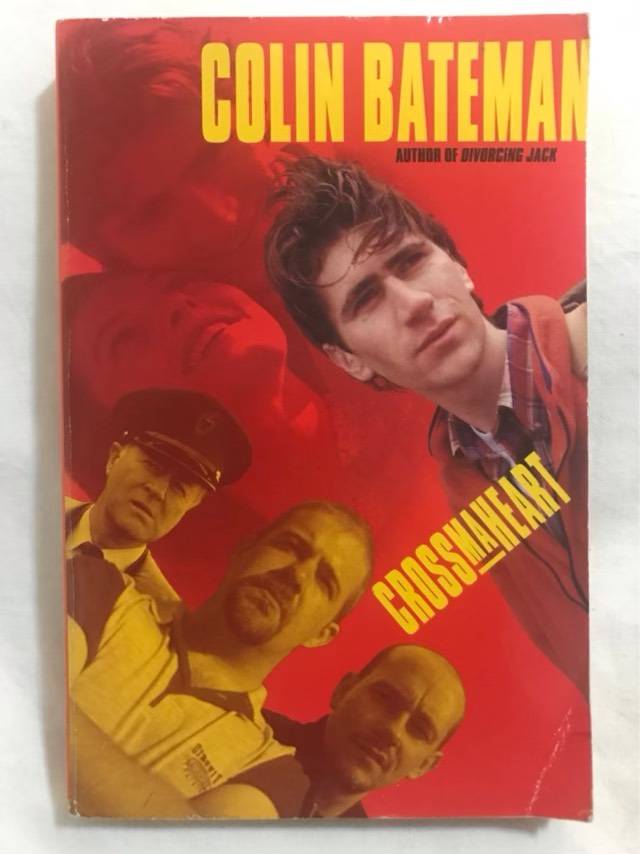 COLIN BATEMAN
AUTHOR OF DIVORCING JACK
CROSSMAHEART